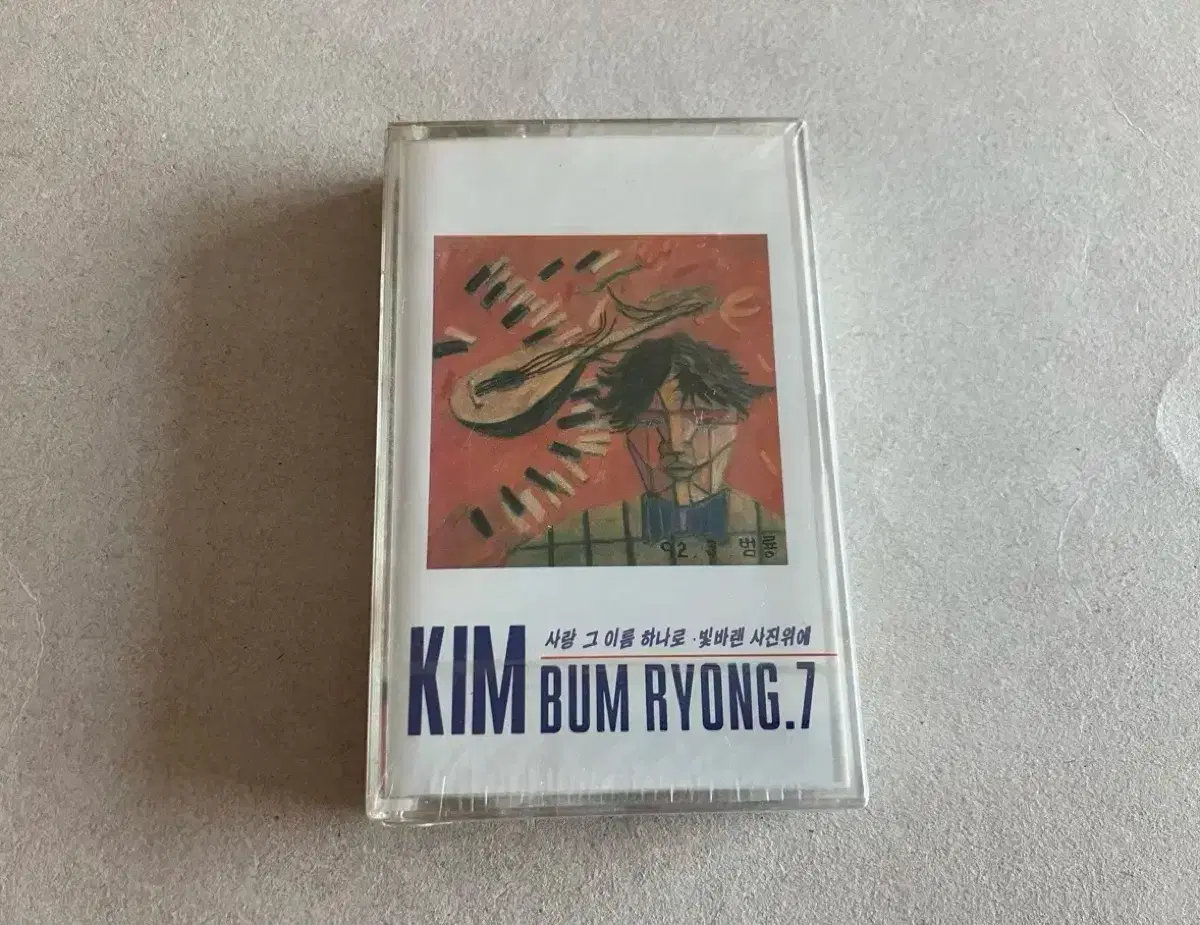 92.3. 범룡
사랑 그 이름 하나로 · 빛바랜 사진위에
KIM BUM RYONG.7